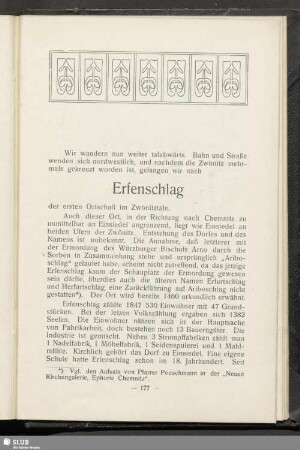 Wir wandern nun weiter talabwärts. Bahn und Straße
wenden sich nordwestlich, und nachdem die Zwönitz mehr-
mals gekreuzt worden ist, gelangen wir nach
Erfenschlag
der ersten Ortschaft im Zwönitztale.
Auch dieser Ort, in der Richtung nach Chemnitz zu
unmittelbar an Einsiedel angrenzend, liegt wie Einsiedel an
beiden Ufern der Zwönitz. Entstehung des Dorfes und des
Namens ist unbekannt. Die Annahme, daß letzterer mit
der Ermordung des Würzburger Bischofs Arno durch die
Sorben in Zusammenhang stehe und ursprünglich „Aribo-
schlag" gelautet habe, scheint nicht zutreffend, da das jetzige
Erfenschlag kaum der Schauplatz der Ermordung gewesen
sein dürfte, überdies auch die älteren Namen Erfurtschlag
und Herfurtschlag eine Zurückführung aufАриboschlag nicht
gestatten*). Der Ort wird bereits 1460 urkundlich erwähnt.
Erfenschlag zählte 1847 530 Einwohner mit 47 Grund-
stücken. Bei der letzten Volkszählung ergaben sich 1382
Seelen. Die Einwohner nähren sich in der Hauptsache
von Fabrikarbeit, doch bestehen noch 13 Bauerngüter. Die
Industrie ist gemischt. Neben 3 Strumpffabriken zählt man
1 Nadelfabrik, 1 Möbelfabrik, 1 Seidenspulerei und 1 Mahl-
mühle. Kirchlich gehört das Dorf zu Einsiedel. Eine eigene
Schule hatte Erfenschlag schon im 18. Jahrhundert. Seit
*) Vgl. den Aufsatz von Pfarrer Poeschmann in der „Neuen
Kirchengalerie, Ephorie Chemnitz".
— 177 —
SLUB